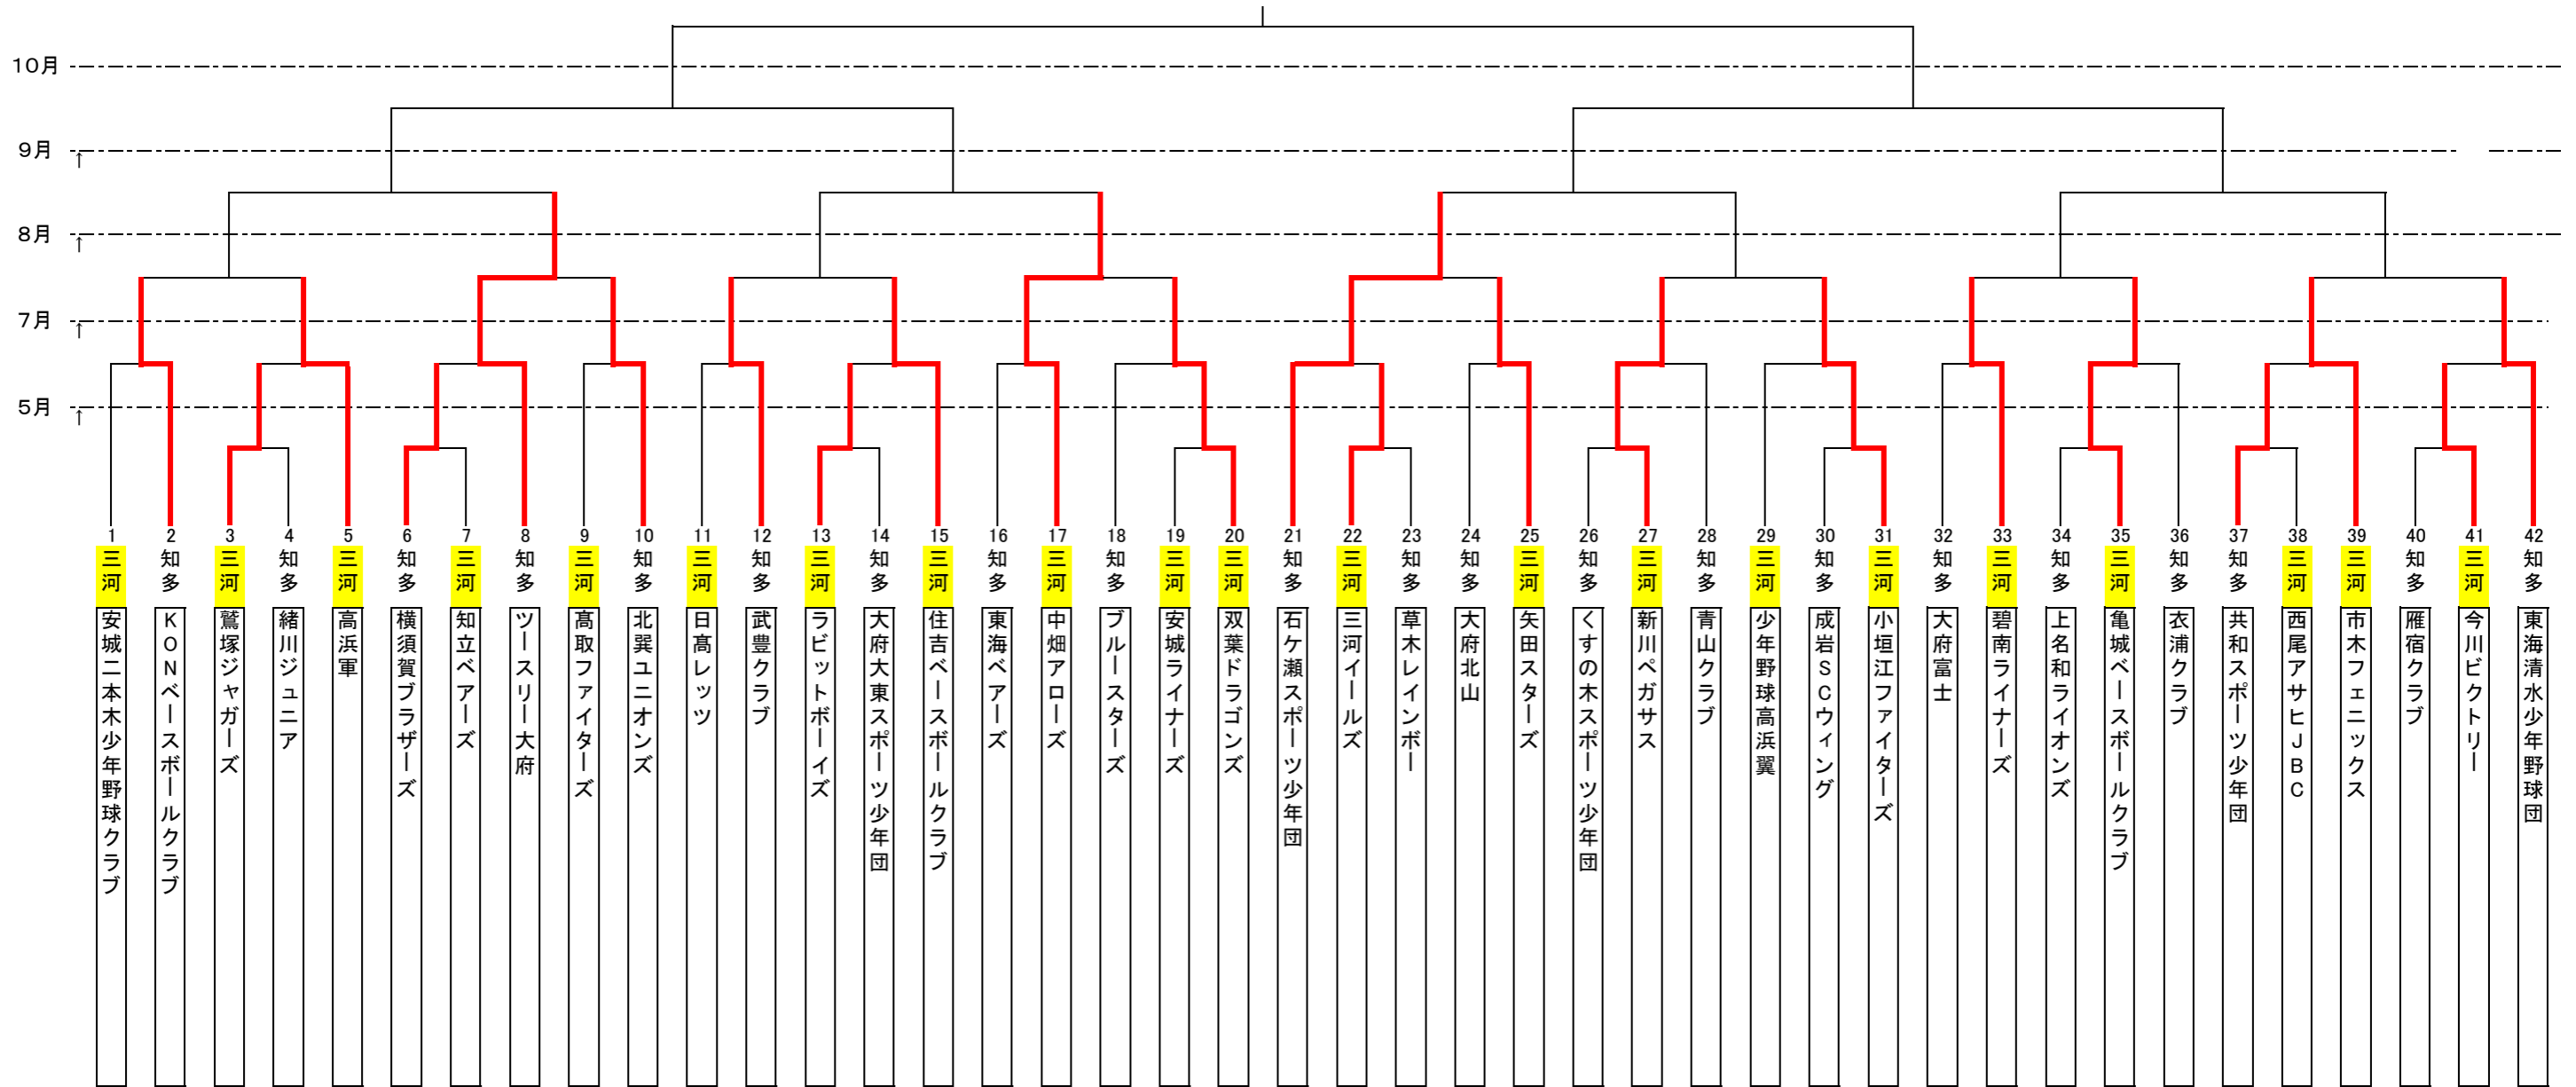 10月
9月
↑
8月
↑
7月
↑
5月
↑
1 三河 安城二本木少年野球クラブ
2 知多 KONベースボールクラブ
3 三河 鷲塚ジャガーズ
4 知多 緒川ジュニア
5 三河 高浜軍
6 知多 横須賀ブラザーズ
7 三河 知立ベアーズ
8 知多 ツースリー大府
9 三河 髙取ファイターズ
10 知多 北巽ユニオンズ
11 三河 日髙レッツ
12 知多 武豊クラブ
13 三河 ラビットボーイズ
14 知多 大府大東スポーツ少年団
15 三河 住吉ベースボールクラブ
16 知多 東海ベアーズ
17 三河 中畑アローズ
18 知多 ブルースターズ
19 三河 安城ライナーズ
20 三河 双葉ドラゴンズ
21 知多 石ケ瀬スポーツ少年団
22 三河 三河イールズ
23 知多 草木レインボー
24 知多 大府北山
25 三河 矢田スターズ
26 知多 くすの木スポーツ少年団
27 三河 新川ペガサス
28 知多 青山クラブ
29 三河 少年野球高浜翼
30 知多 成岩SCウィング
31 三河 小垣江ファイターズ
32 知多 大府富士
33 三河 碧南ライナーズ
34 知多 上名和ライオンズ
35 三河 亀城ベースボールクラブ
36 知多 衣浦クラブ
37 知多 共和スポーツ少年団
38 三河 西尾アサヒJBC
39 三河 市木フェニックス
40 知多 雁宿クラブ
41 三河 今川ビクトリー
42 知多 東海清水少年野球団